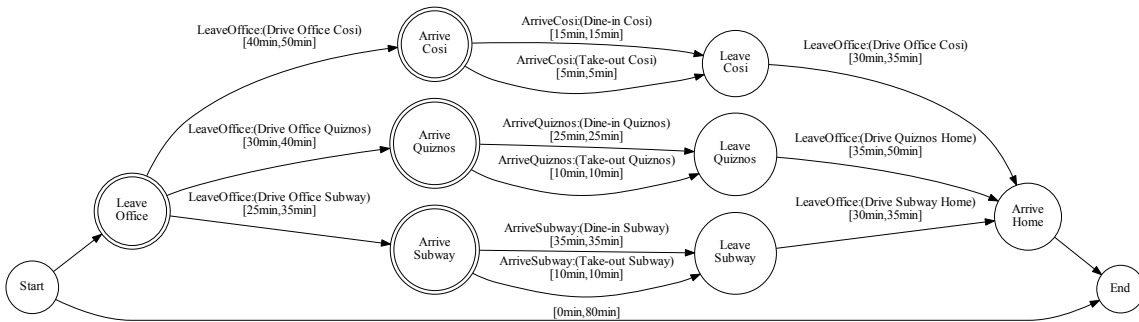 LeaveOffice:(Drive Office Cosi)
[40min,50min]
Arrive
Cosi
ArriveCosi:(Dine-in Cosi)
[15min,15min]
ArriveCosi:(Take-out Cosi)
[5min,5min]
Leave
Cosi
LeaveOffice:(Drive Office Cosi)
[30min,35min]
LeaveOffice:(Drive Office Quiznos)
[30min,40min]
Arrive
Quiznos
ArriveQuiznos:(Dine-in Quiznos)
[25min,25min]
ArriveQuiznos:(Take-out Quiznos)
[10min,10min]
Leave
Quiznos
LeaveOffice:(Drive Quiznos Home)
[35min,50min]
Leave
Office
LeaveOffice:(Drive Office Subway)
[25min,35min]
Arrive
Subway
ArriveSubway:(Dine-in Subway)
[35min,35min]
ArriveSubway:(Take-out Subway)
[10min,10min]
Leave
Subway
LeaveOffice:(Drive Subway Home)
[30min,35min]
Arrive
Home
Start
[0min,80min]
End